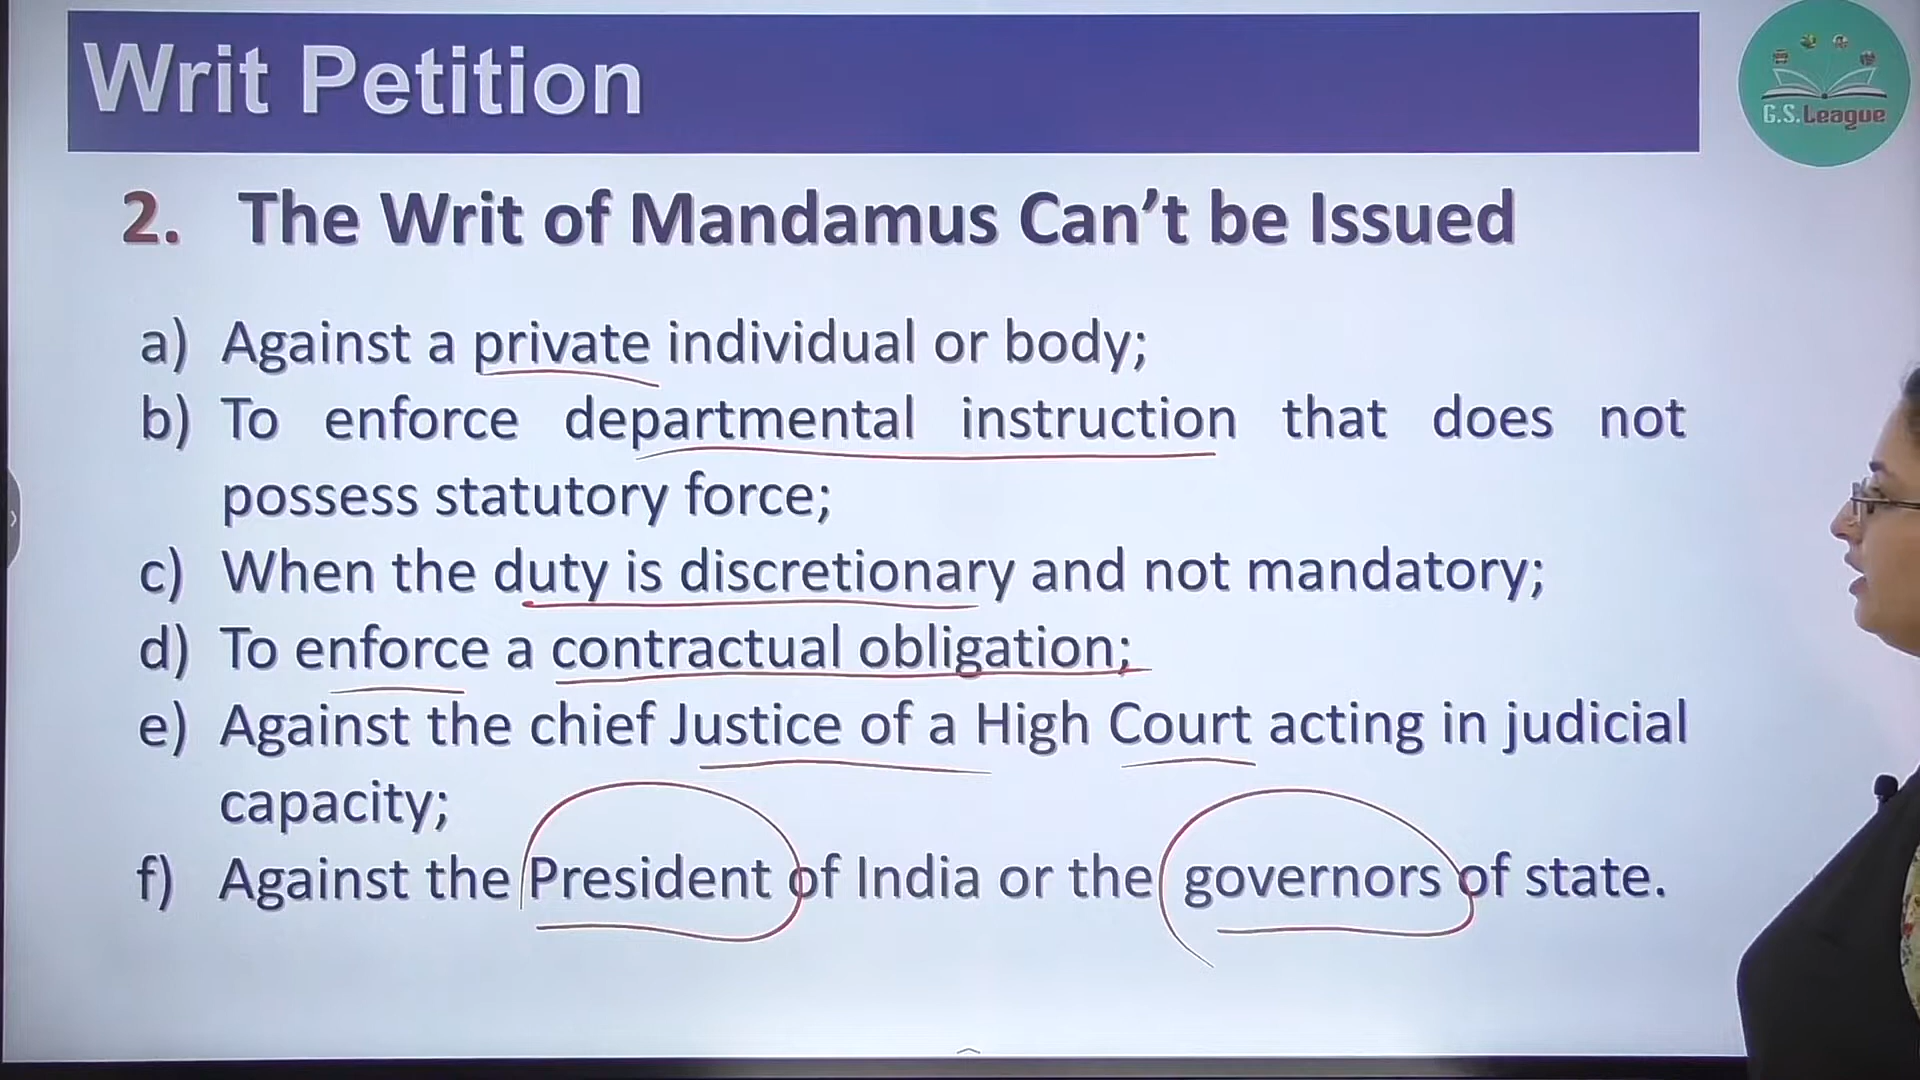 Writ Petition
G.S.League
2. The Writ of Mandamus Can't be Issued
a) Against a private individual or body;
b) To enforce departmental instruction that does not
possess statutory force;
c) When the duty is discretionary and not mandatory;
d) To enforce a contractual obligation;
e) Against the chief Justice of a High Court acting in judicial
capacity;
f) Against the President of India or the governors of state.